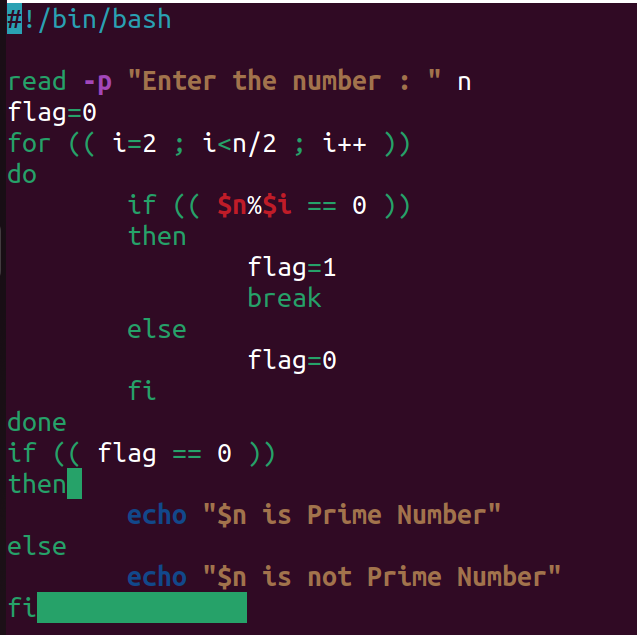 #!/bin/bash
read -p "Enter the number : " n
flag=0
for (( i=2 ; i<n/2 ; i++ ))
do
if (( $n%$i == 0 ))
then
flag=1
break
else
flag=0
fi
done
if (( flag == 0 ))
then
echo "$n is Prime Number"
else
echo "$n is not Prime Number"
fi